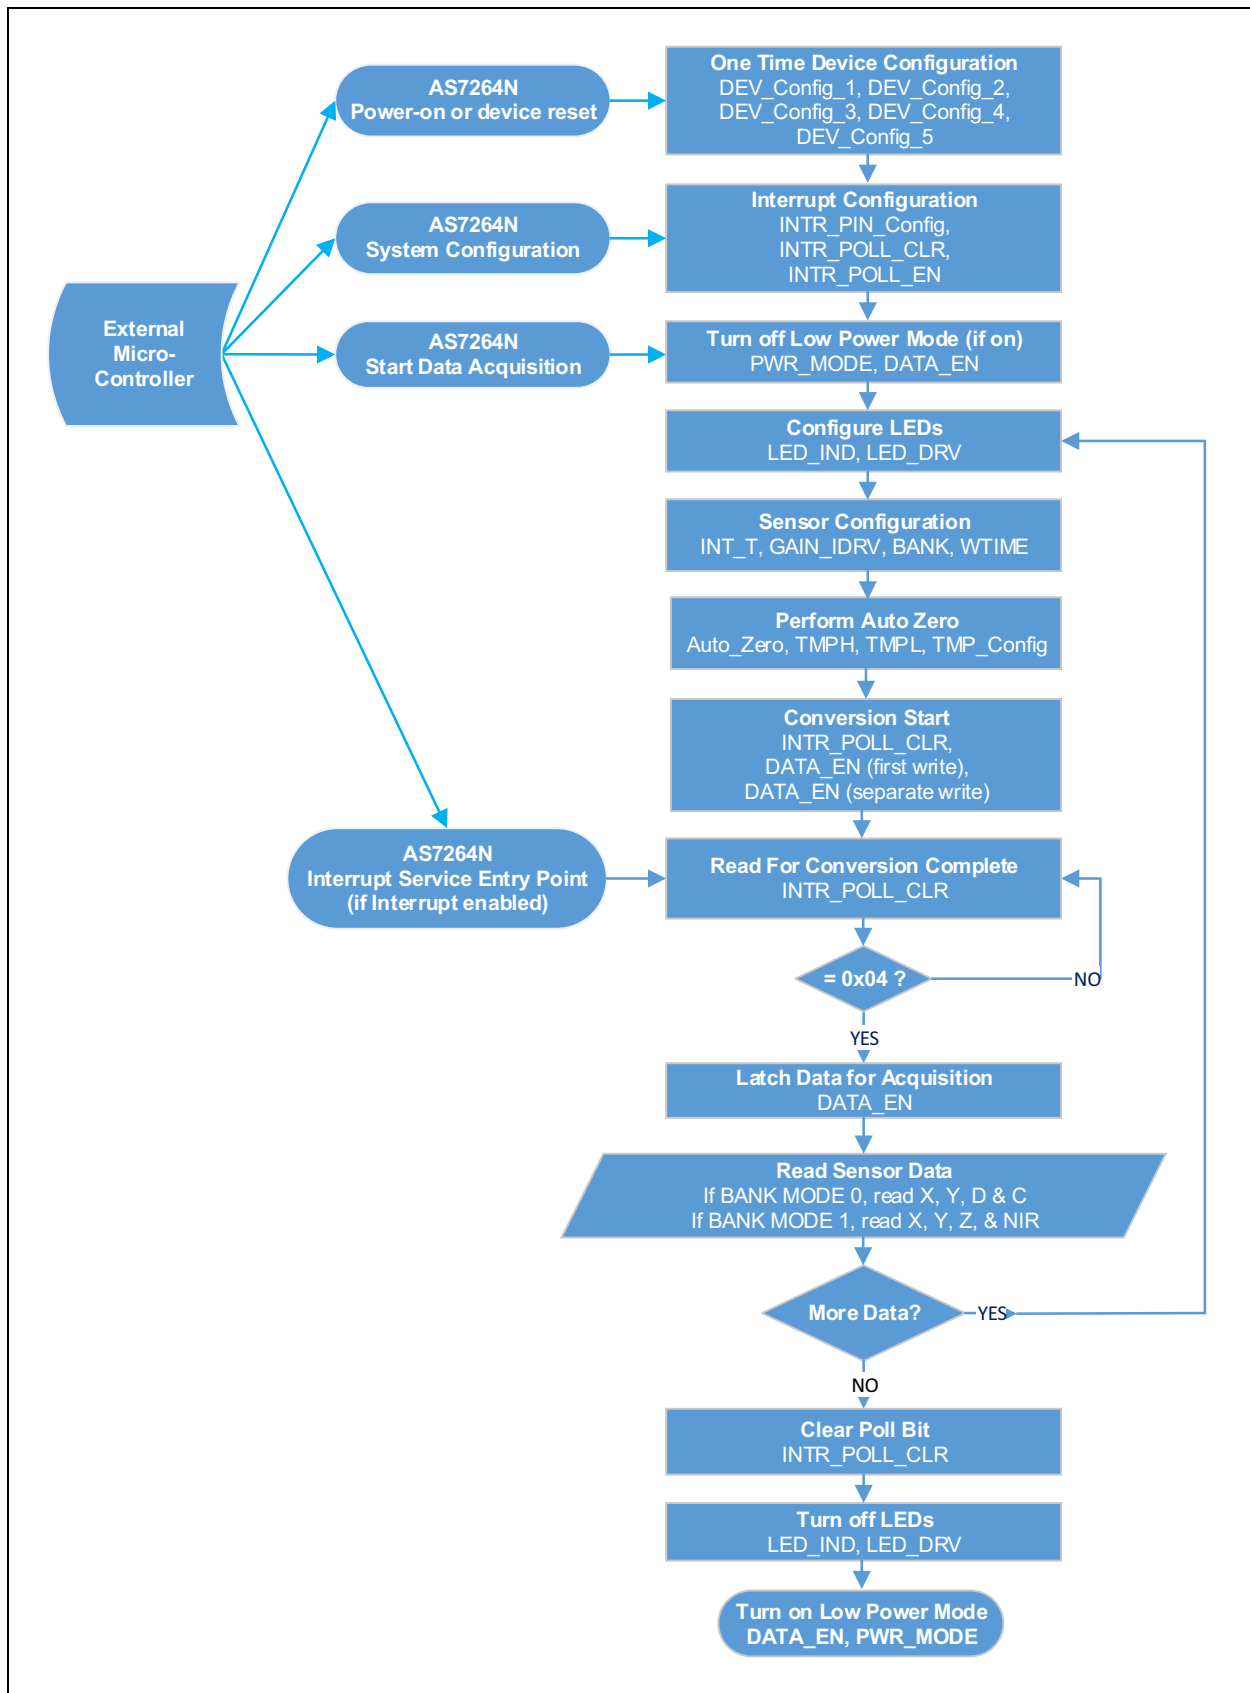 AS7264N
Power-on or device reset
One Time Device Configuration
DEV_Config_1, DEV_Config_2,
DEV_Config_3, DEV_Config_4,
DEV_Config_5
AS7264N
System Configuration
Interrupt Configuration
INTR_PIN_Config,
INTR_POLL_CLR,
INTR_POLL_EN
External
Micro-
Controller
AS7264N
Start Data Acquisition
Turn off Low Power Mode (if on)
PWR_MODE, DATA_EN
Configure LEDs
LED_IND, LED_DRV
Sensor Configuration
INT_T, GAIN_IDRV, BANK, WTIME
Perform Auto Zero
Auto_Zero, TMPH, TMPL, TMP_Config
Conversion Start
INTR_POLL_CLR,
DATA_EN (first write),
DATA_EN (separate write)
AS7264N
Interrupt Service Entry Point
(if Interrupt enabled)
Read For Conversion Complete
INTR_POLL_CLR
= 0x04 ?
NO
YES
Latch Data for Acquisition
DATA_EN
Read Sensor Data
If BANK MODE 0, read X, Y, D & C
If BANK MODE 1, read X, Y, Z, & NIR
More Data?
YES
NO
Clear Poll Bit
INTR_POLL_CLR
Turn off LEDs
LED_IND, LED_DRV
Turn on Low Power Mode
DATA_EN, PWR_MODE